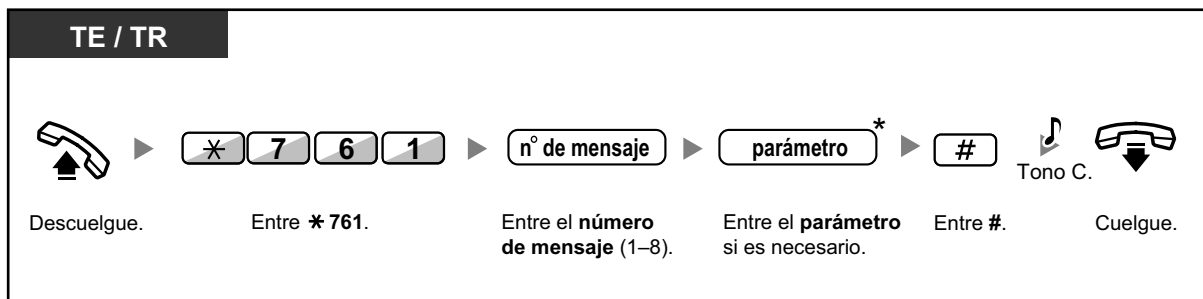 TE / TR
* 7 6 1
n° de mensaje
parámetro*
#
Tono C.
Descuelgue.
Entre * 761.
Entre el número
de mensaje (1–8).
Entre el parámetro
si es necesario.
Entre #.
Cuelgue.